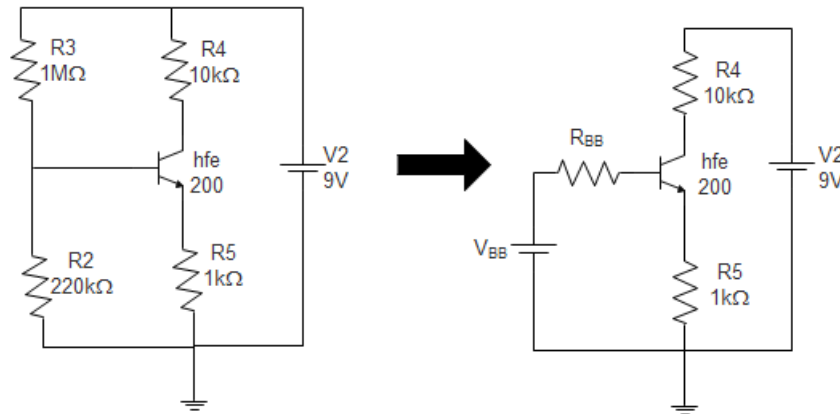 R3
1MΩ
R4
10kΩ
hfe
200
V2
9V
R2
220kΩ
R5
1kΩ
R4
10kΩ
RBB
hfe
200
V2
9V
VBB
R5
1kΩ